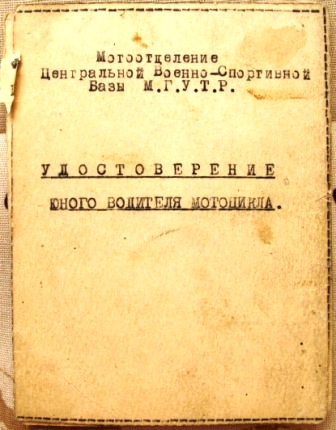 Мотоотделение
Центральной Военно-Спортивной
Базы М.Г.У.Т.Р.
УДОСТОВЕРЕНИЕ
ЮНОГО ВОДИТЕЛЯ МОТОЦИКЛА.